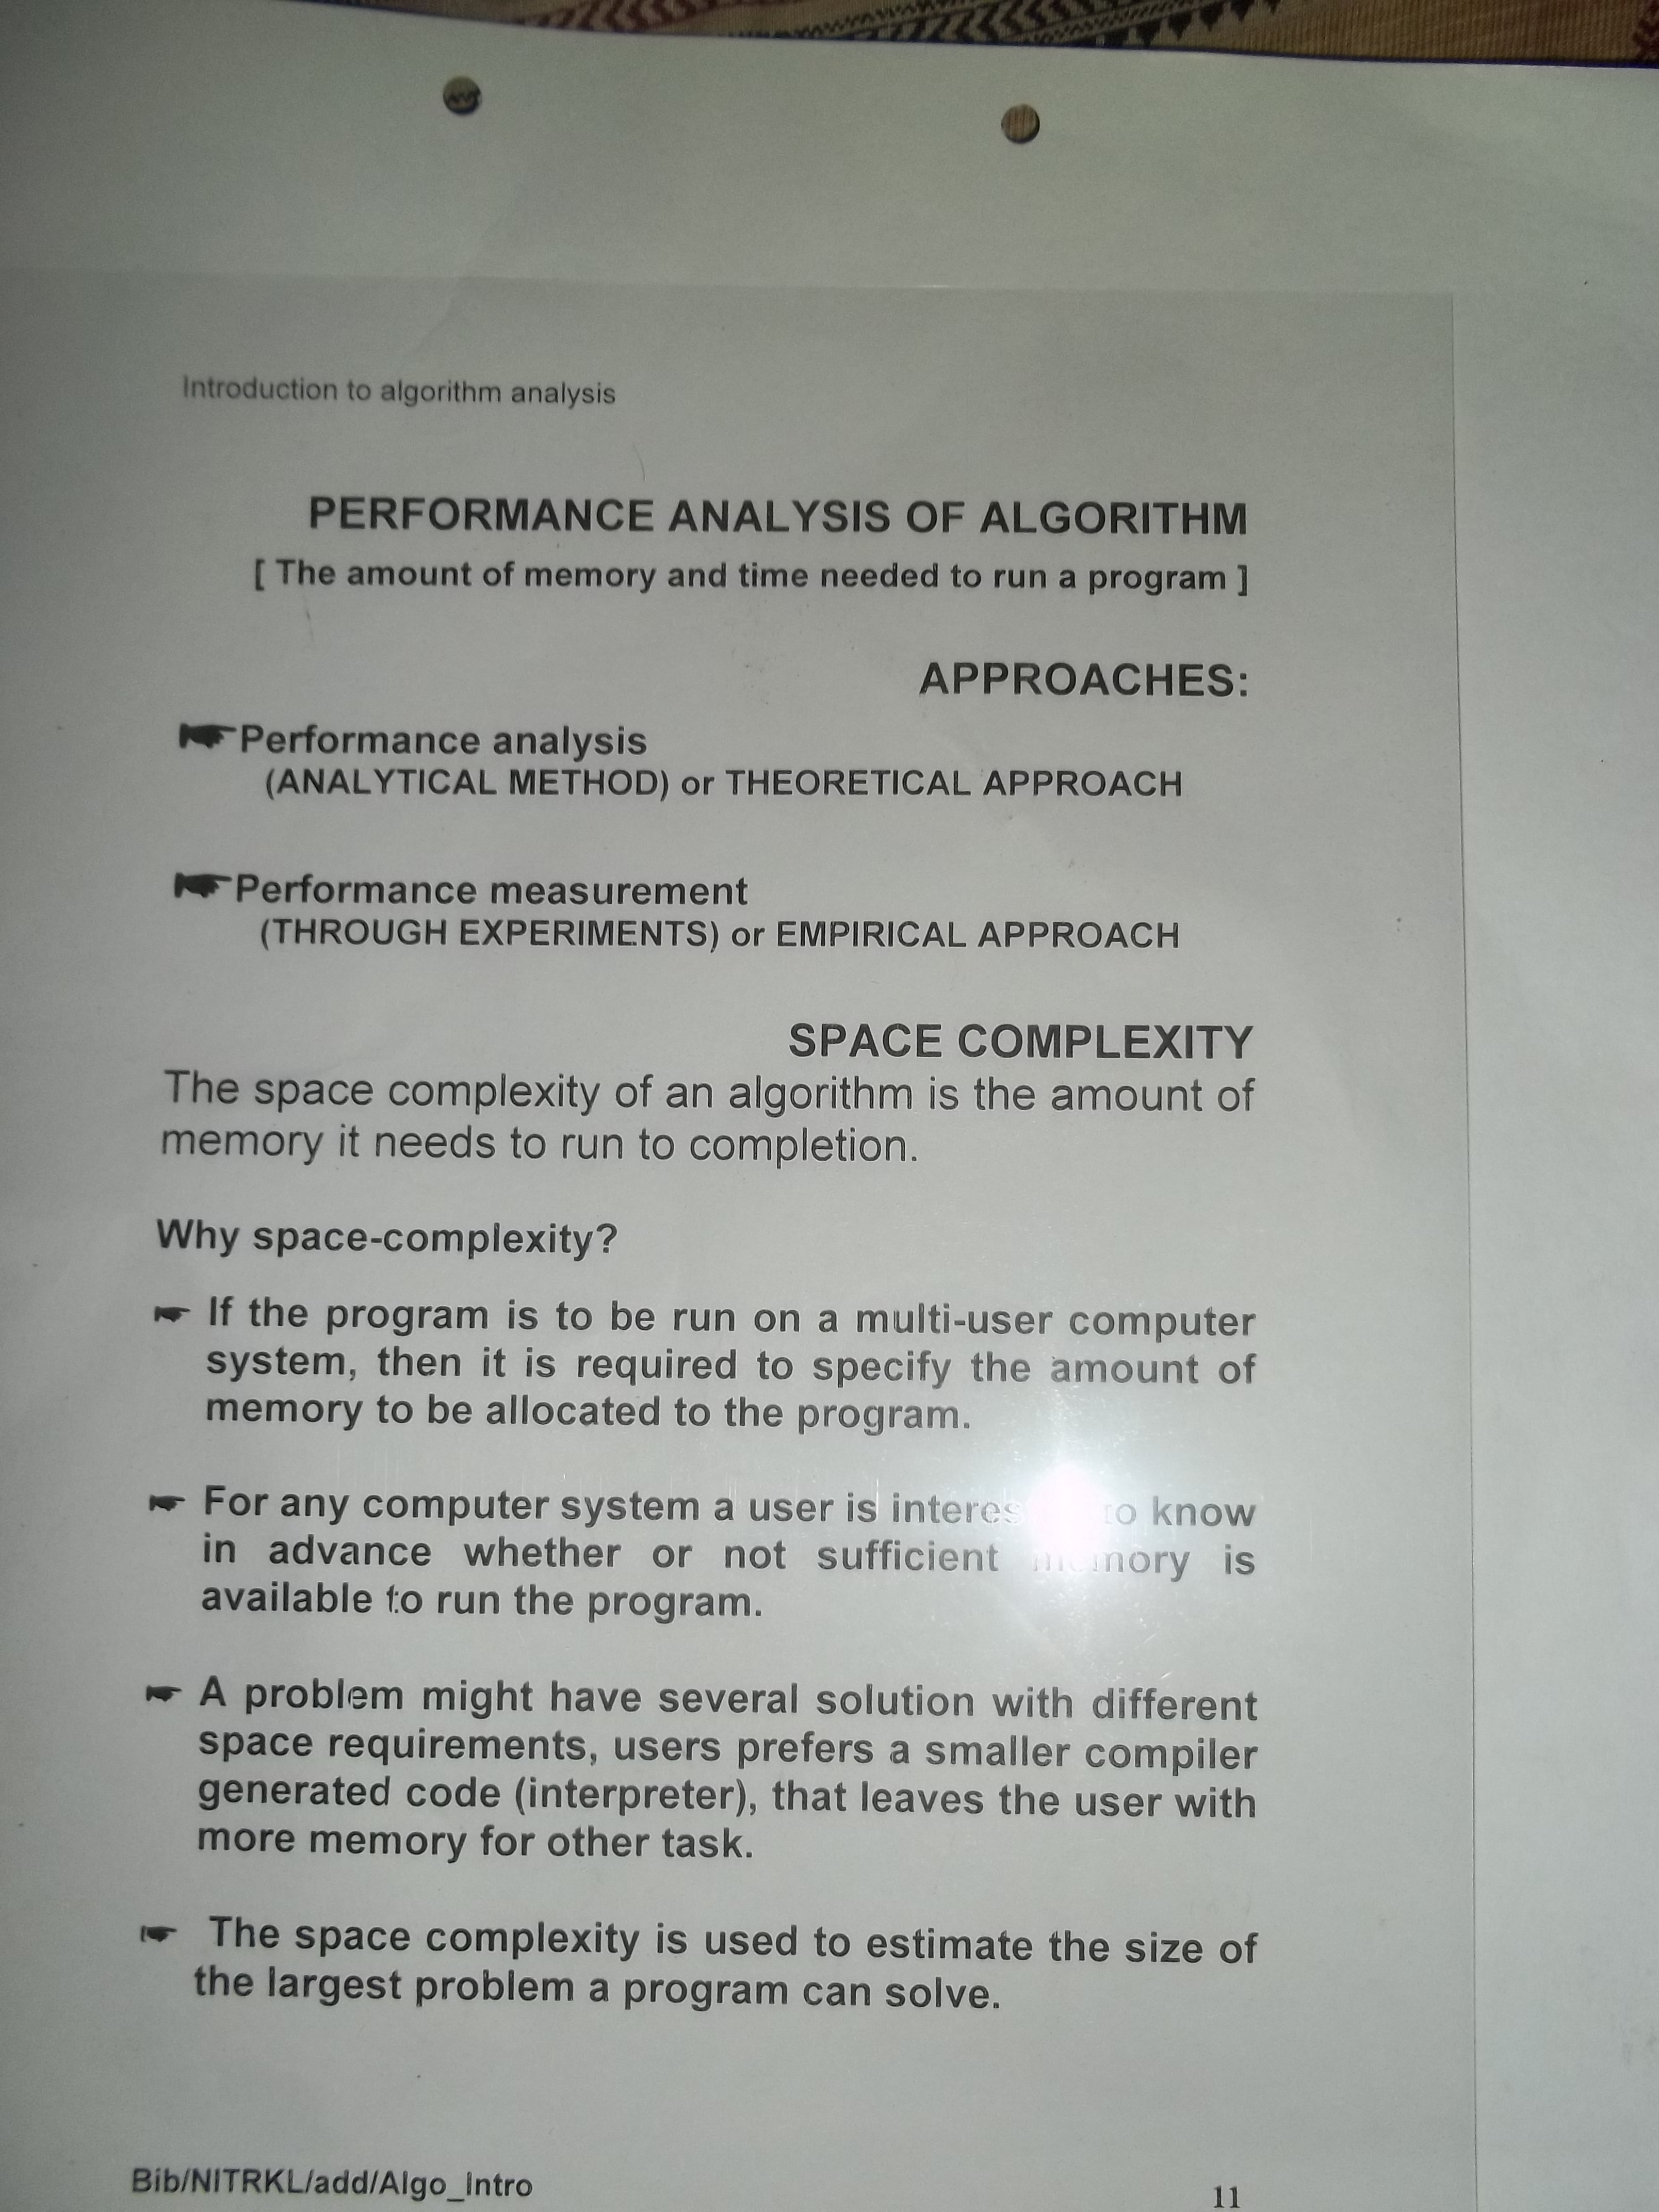 Introduction to algorithm analysis
PERFORMANCE ANALYSIS OF ALGORITHM
[ The amount of memory and time needed to run a program ]
APPROACHES:
Performance analysis
(ANALYTICAL METHOD) or THEORETICAL APPROACH
Performance measurement
(THROUGH EXPERIMENTS) or EMPIRICAL APPROACH
SPACE COMPLEXITY
The space complexity of an algorithm is the amount of
memory it needs to run to completion.
Why space-complexity?
If the program is to be run on a multi-user computer
system, then it is required to specify the amount of
memory to be allocated to the program.
For any computer system a user is to know
in advance whether or not sufficient memory is
available to run the program.
A problem might have several solution with different
space requirements, users prefers a smaller compiler
generated code (interpreter), that leaves the user with
more memory for other task.
The space complexity is used to estimate the size of
the largest problem a program can solve.
Bib/NITRKL/add/Algo_Intro
11